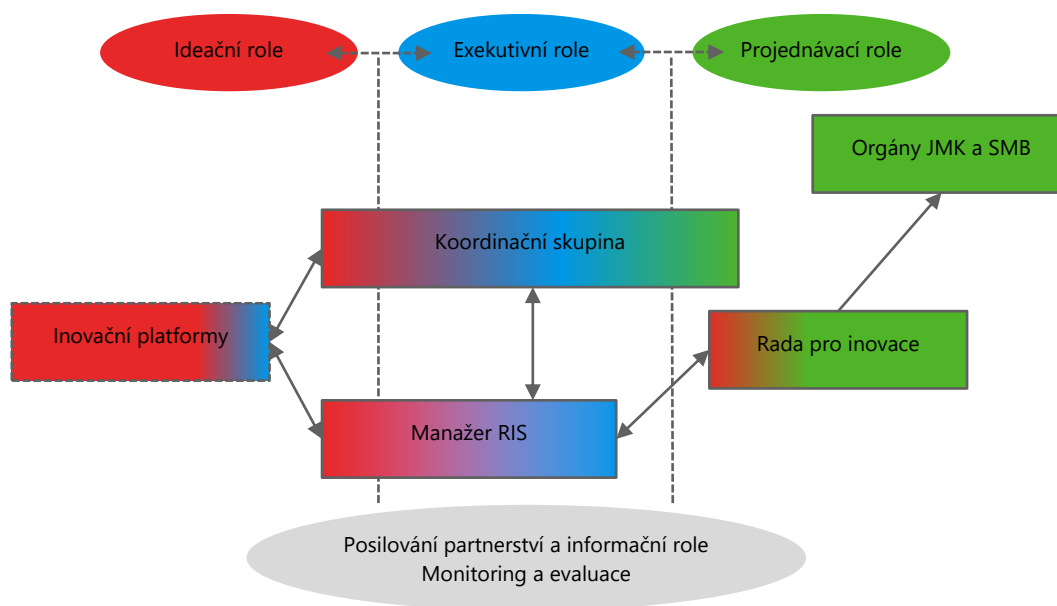 Ideační role
Exekutivní role
Projednávací role
Orgány JMK a SMB
Koordinační skupina
Inovační platformy
Rada pro inovace
Manažer RIS
Posilování partnerství a informační role
Monitoring a evaluace